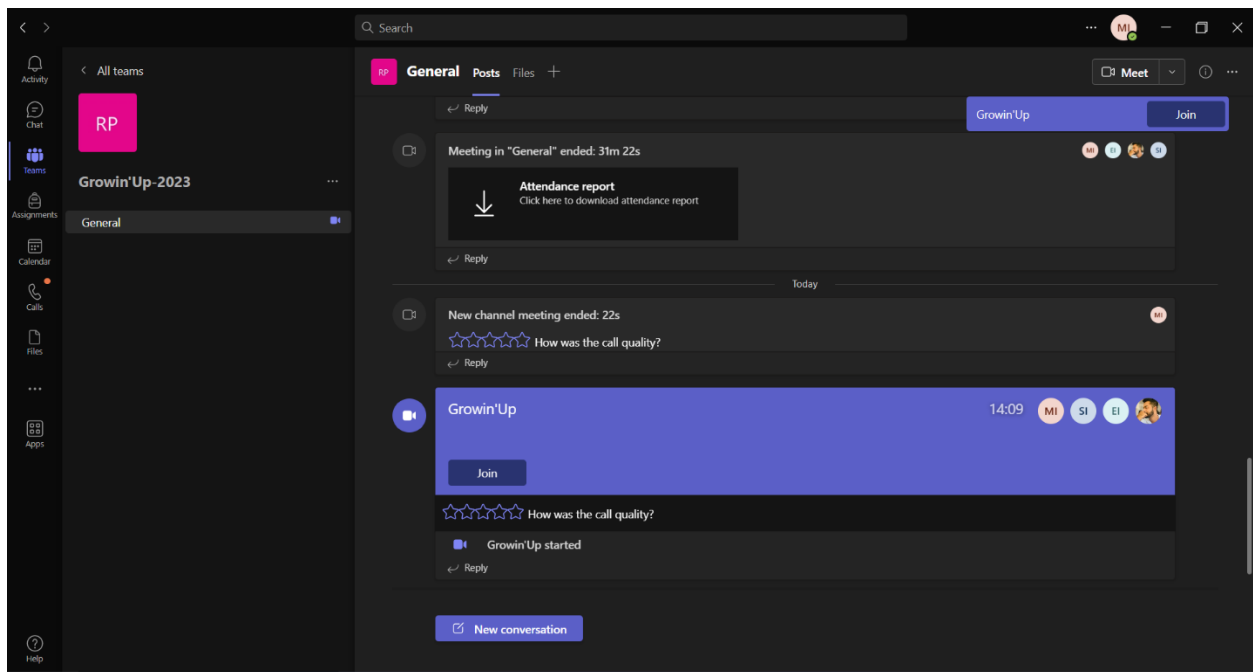 Search
MI
Activity
Chat
Teams
Assignments
Calendar
Calls
Files
Apps
Help
All teams
RP
Growin'Up-2023
General
RP General Posts Files
Meet
Growin'Up Join
Reply
Meeting in "General" ended: 31m 22s MI EI SI
Attendance report
Click here to download attendance report
Reply
Today
New channel meeting ended: 22s MI
How was the call quality?
Reply
Growin'Up 14:09 MI SI EI
Join
How was the call quality?
Growin'Up started
Reply
New conversation